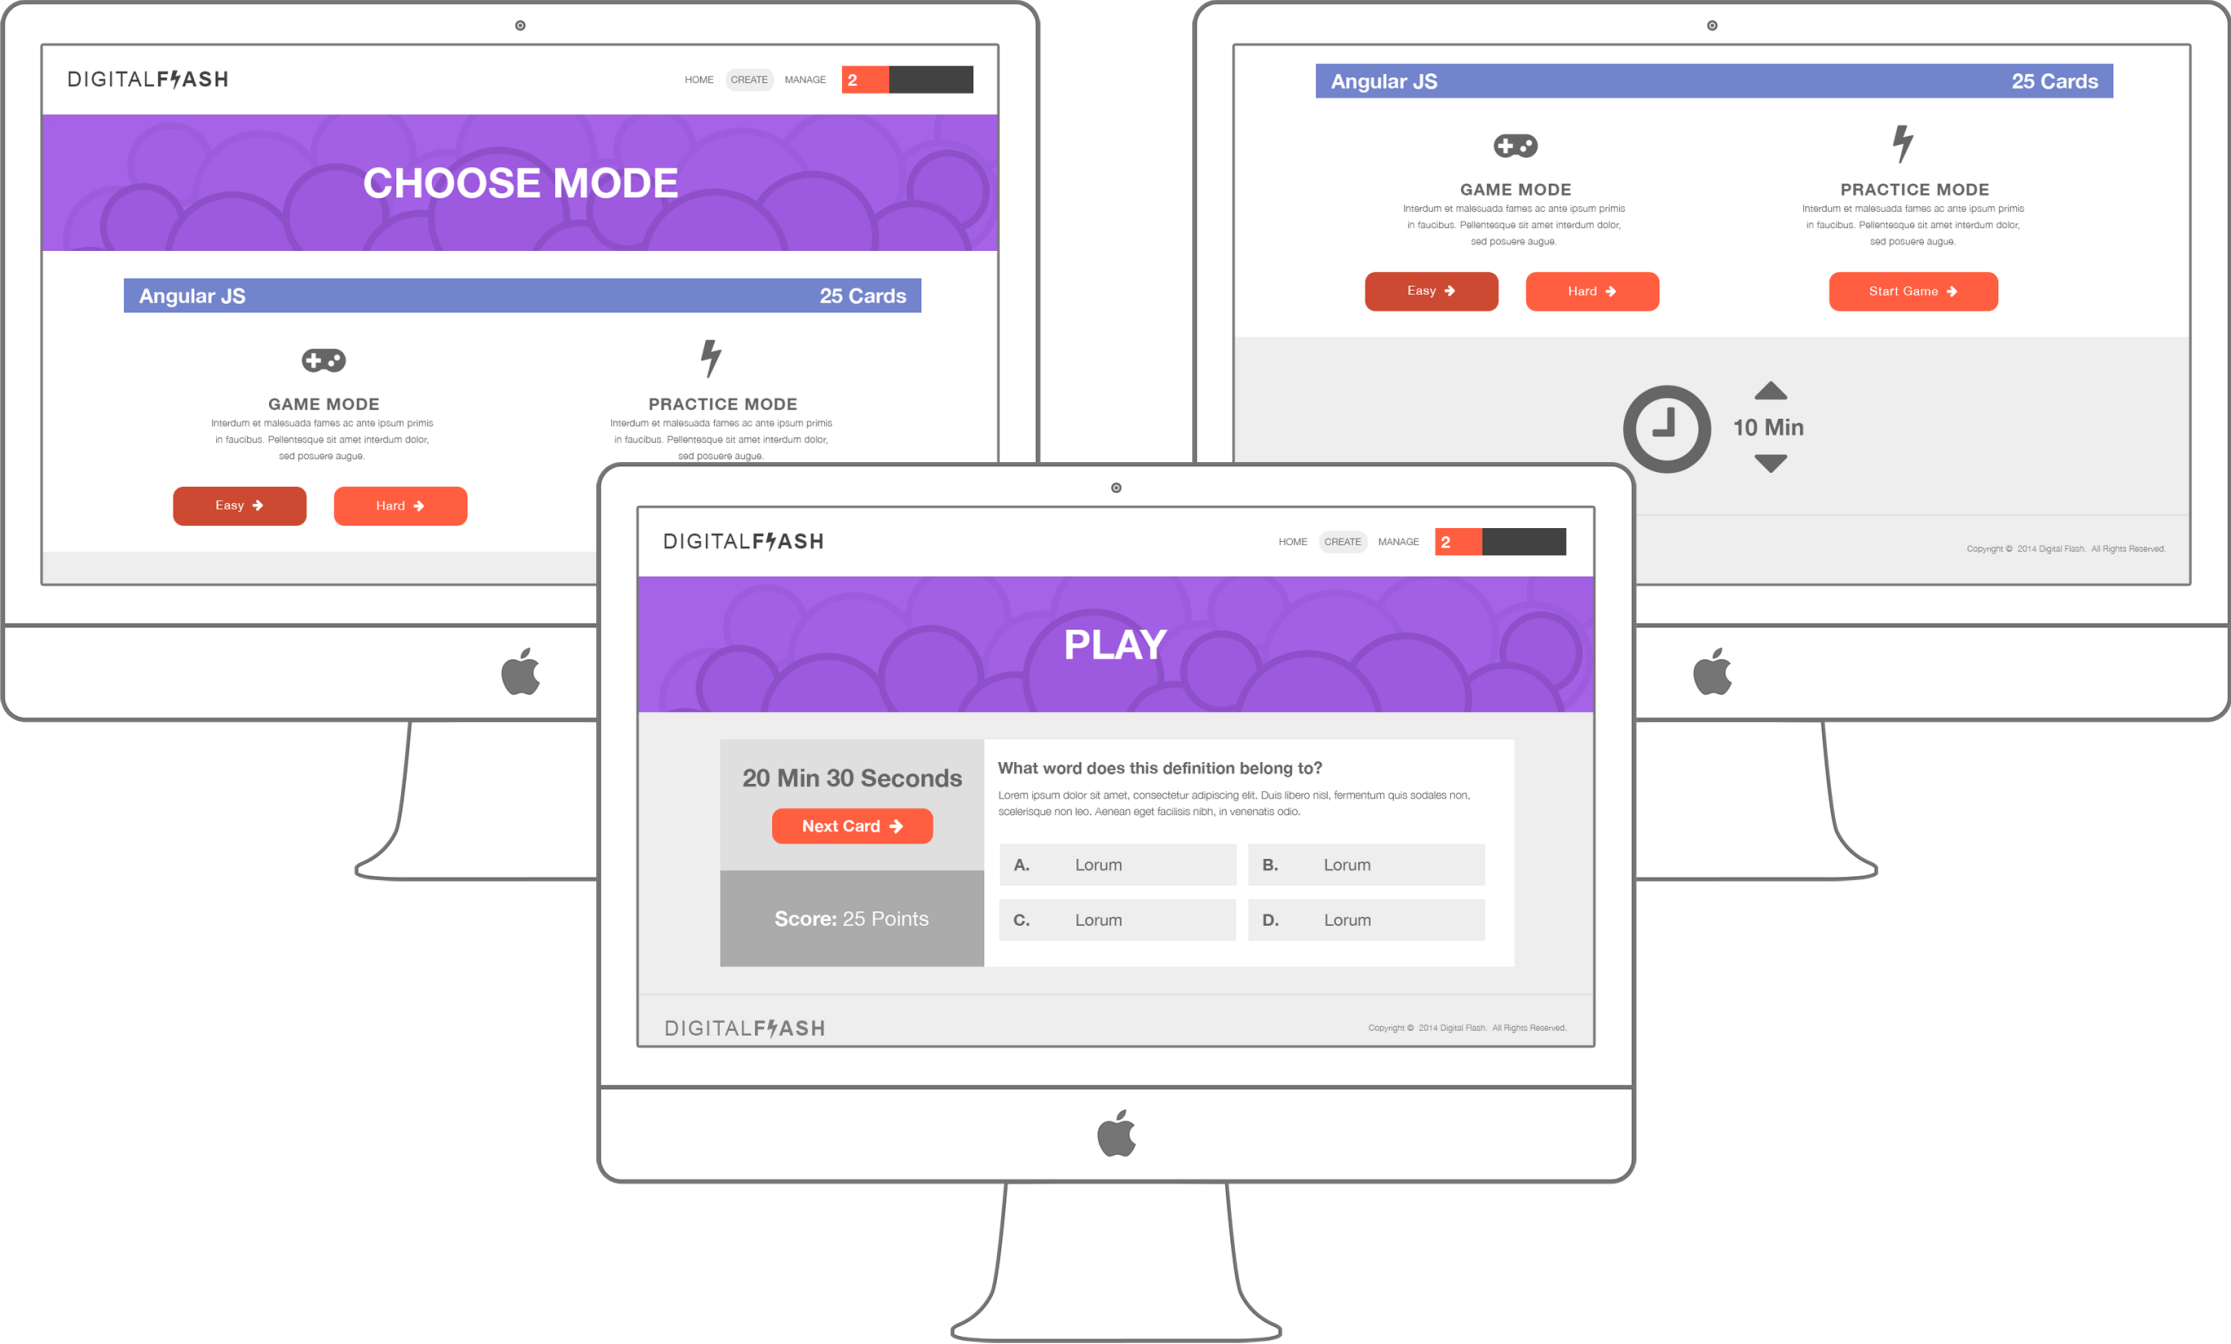 DIGITALFLASH
HOME CREATE MANAGE 2
CHOOSE MODE
Angular JS 25 Cards
GAME MODE
Interdum et malesuada fames ac ante ipsum primis
in faucibus. Pellentesque sit amet interdum dolor,
sed posuere augue.
Easy
Hard
PRACTICE MODE
Interdum et malesuada fames ac ante ipsum primis
in faucibus. Pellentesque sit amet interdum dolor,
sed posuere augue.
Angular JS 25 Cards
GAME MODE
Interdum et malesuada fames ac ante ipsum primis
in faucibus. Pellentesque sit amet interdum dolor,
sed posuere augue.
Easy
Hard
PRACTICE MODE
Interdum et malesuada fames ac ante ipsum primis
in faucibus. Pellentesque sit amet interdum dolor,
sed posuere augue.
Start Game
10 Min
Copyright © 2014 Digital Flash. All Rights Reserved.
DIGITALFLASH
HOME CREATE MANAGE 2
PLAY
20 Min 30 Seconds
Next Card
Score: 25 Points
What word does this definition belong to?
Lorem ipsum dolor sit amet, consectetur adipiscing elit. Duis libero nisl, fermentum quis sodales non,
scelerisque non leo. Aenean eget facilisis nibh, in venenatis odio.
A. Lorum
B. Lorum
C. Lorum
D. Lorum
DIGITALFLASH
Copyright © 2014 Digital Flash. All Rights Reserved.